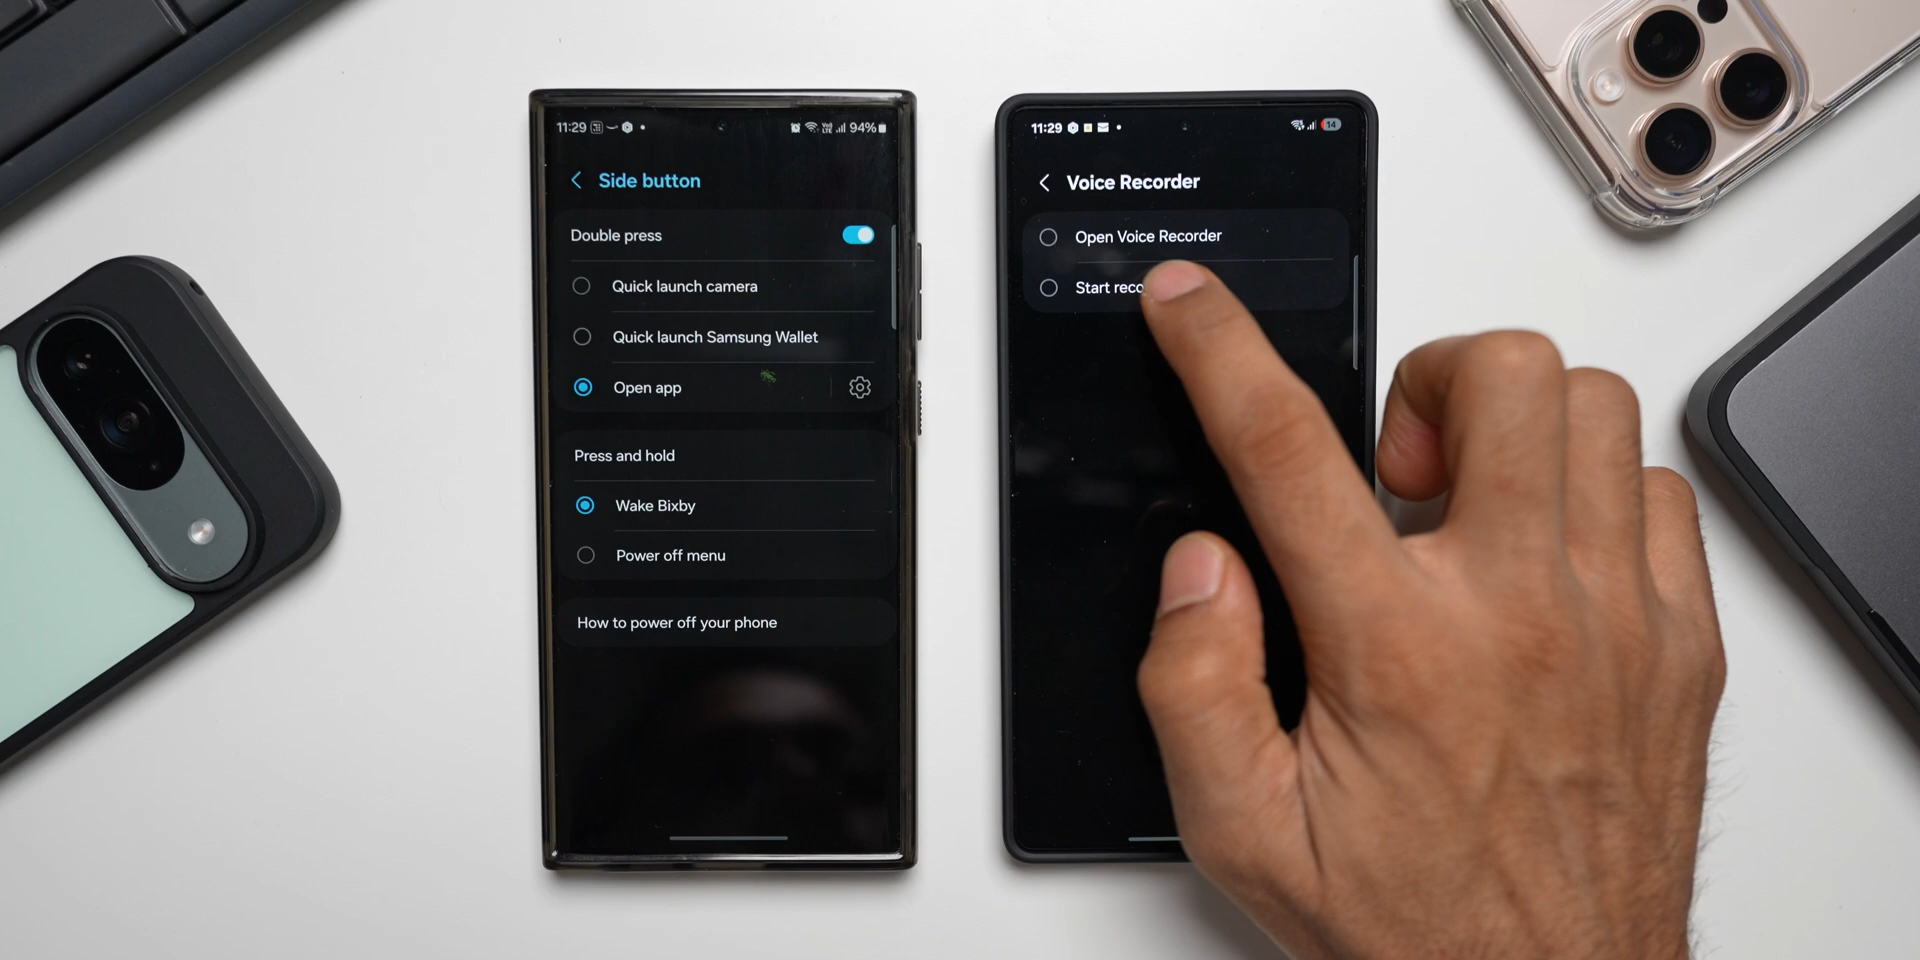 11:29
94%
Side button
Double press
Quick launch camera
Quick launch Samsung Wallet
Open app
Press and hold
Wake Bixby
Power off menu
How to power off your phone
11:29
14
Voice Recorder
Open Voice Recorder
Start reco